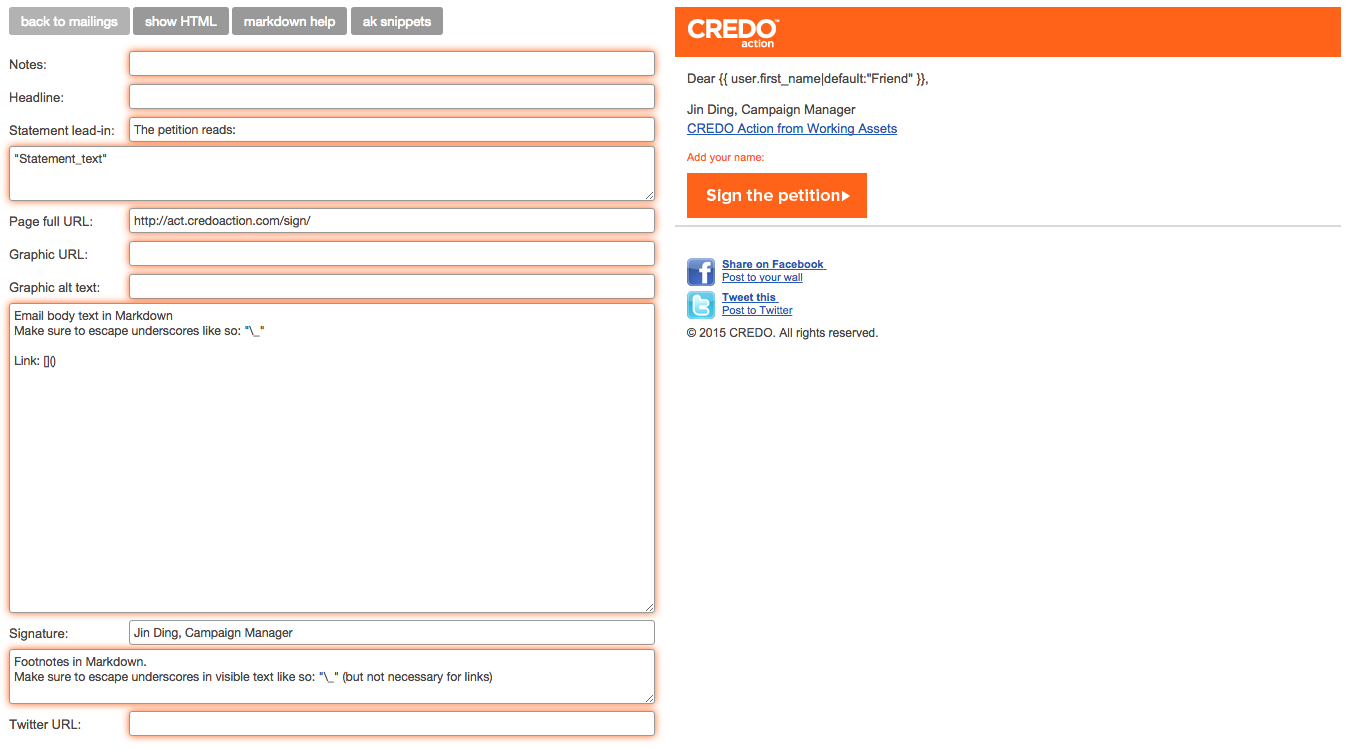 back to mailings show HTML markdown help ak snippets
Notes:
Headline:
Statement lead-in: The petition reads:
"Statement_text"
Page full URL: http://act.credoaction.com/sign/
Graphic URL:
Graphic alt text:
Email body text in Markdown
Make sure to escape underscores like so: "\_"
Link: []()
Signature: Jin Ding, Campaign Manager
Footnotes in Markdown.
Make sure to escape underscores in visible text like so: "\_" (but not necessary for links)
Twitter URL:
CREDO™
action
Dear {{ user.first_name|default:"Friend" }},
Jin Ding, Campaign Manager
CREDO Action from Working Assets
Add your name:
Sign the petition▶
Share on Facebook
Post to your wall
Tweet this
Post to Twitter
© 2015 CREDO. All rights reserved.